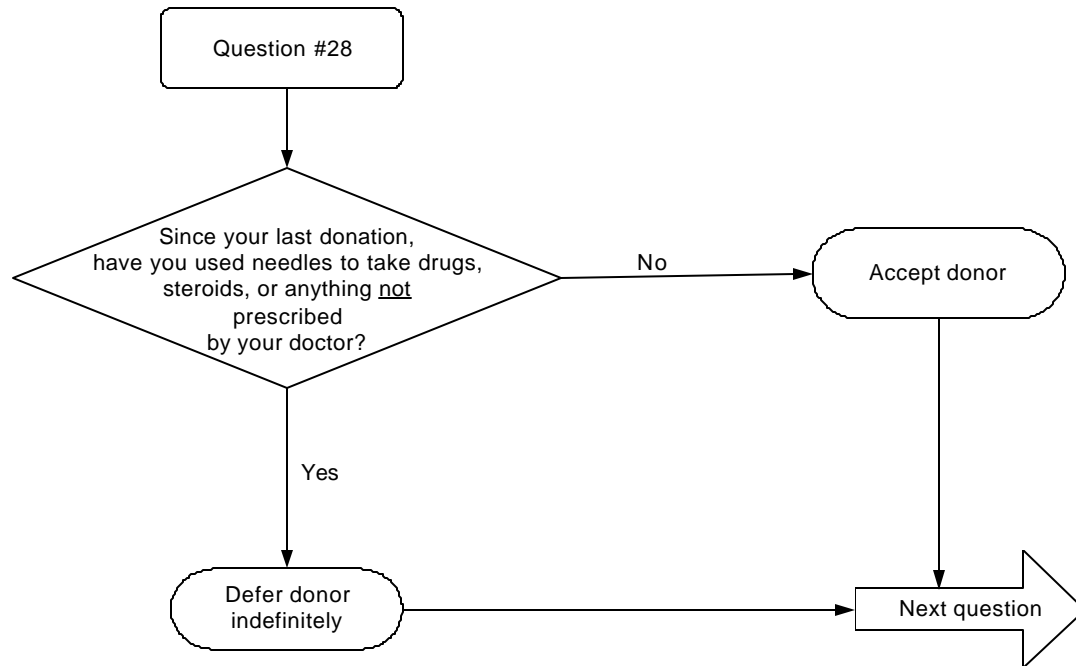 Question #28
Since your last donation,
have you used needles to take drugs,
steroids, or anything not
prescribed
by your doctor?
No
Accept donor
Yes
Defer donor
indefinitely
Next question